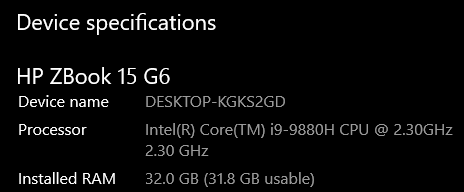 Device specifications
HP ZBook 15 G6
Device name DESKTOP-KGKS2GD
Processor Intel(R) Core(TM) i9-9880H CPU @ 2.30GHz
2.30 GHz
Installed RAM 32.0 GB (31.8 GB usable)